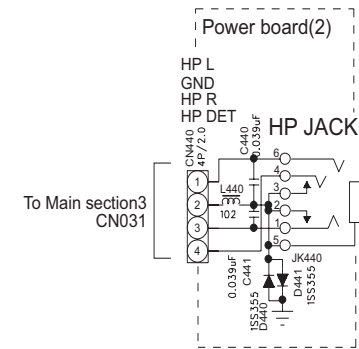 Power board(2)
HP L
GND
HP R
HP DET
CN440
4P/2.0
C440
0.039uF
HP JACK
To Main section3
CN031
1
2
3
4
L440
102
6
4
3
2
1
5
JK440
0.039uF
C441
1SS355
D440
D441
1SS355